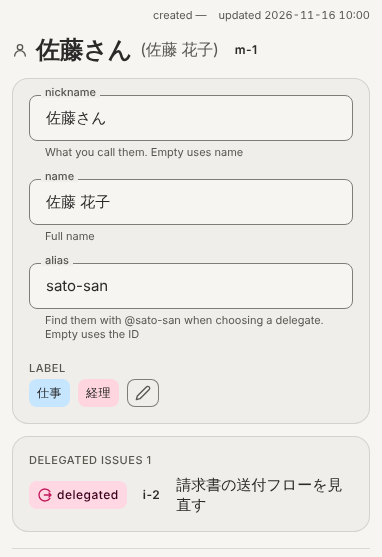 created — updated 2026-11-16 10:00
佐藤さん (佐藤 花子) m-1
nickname
佐藤さん
What you call them. Empty uses name
name
佐藤 花子
Full name
alias
sato-san
Find them with @sato-san when choosing a delegate.
Empty uses the ID
LABEL
仕事 経理
DELEGATED ISSUES 1
delegated i-2 請求書の送付フローを見
直す